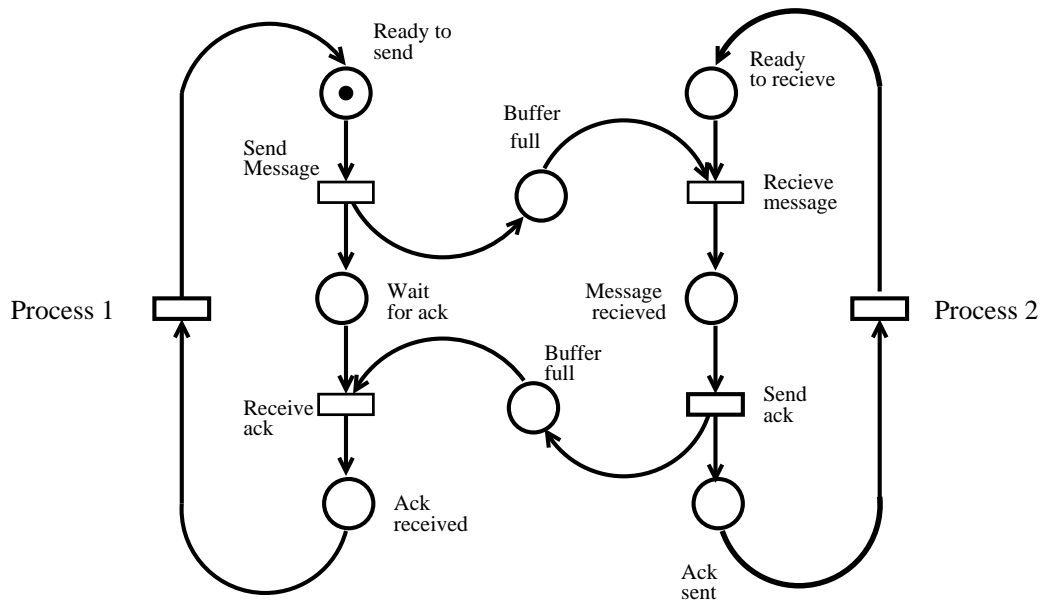 Ready to
send
Ready
to recieve
Buffer
full
Send
Message
Recieve
message
Process 1
Wait
for ack
Message
recieved
Process 2
Buffer
full
Receive
ack
Send
ack
Ack
received
Ack
sent